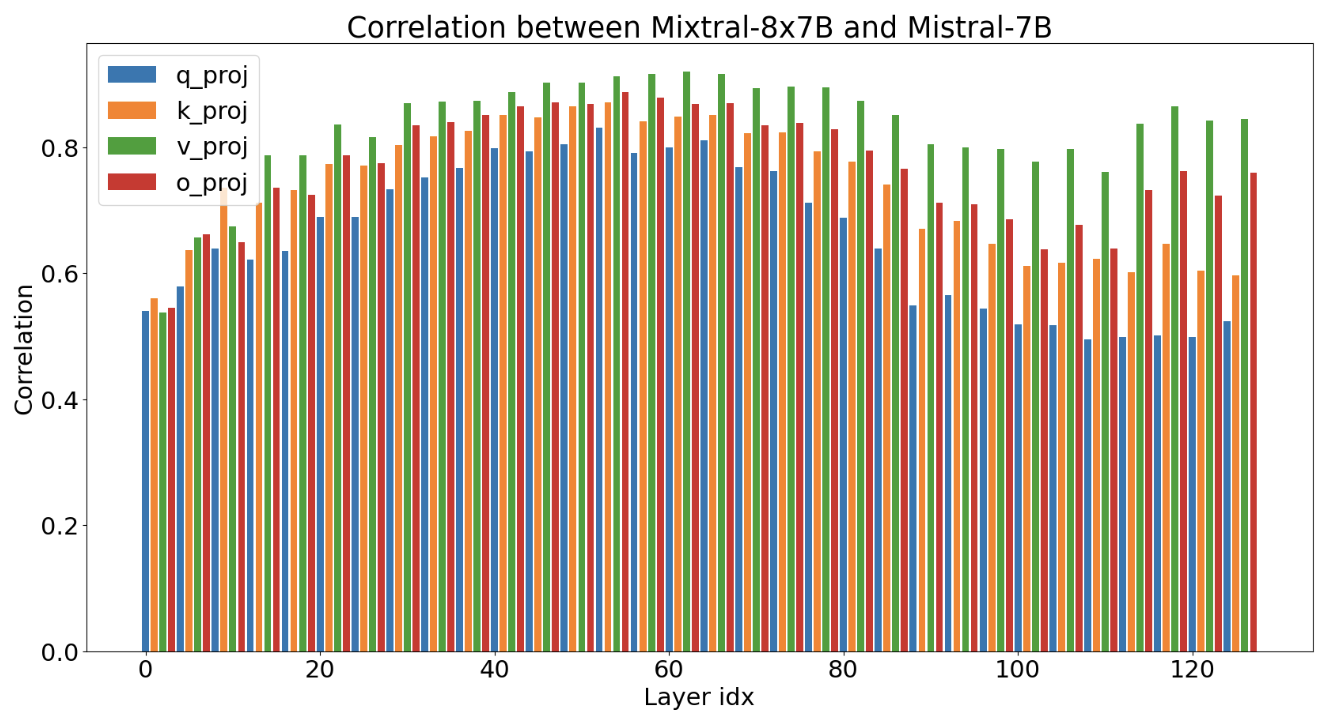 Correlation between Mixtral-8x7B and Mistral-7B
q_proj
k_proj
v_proj
o_proj
Correlation
0.8
0.6
0.4
0.2
0.0
0 20 40 60 80 100 120
Layer idx